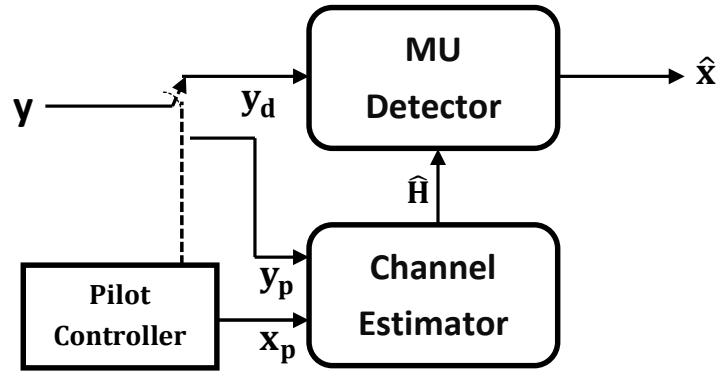 MU
Detector
x̂
y
y_d
Ĥ
Channel
Estimator
y_p
x_p
Pilot
Controller